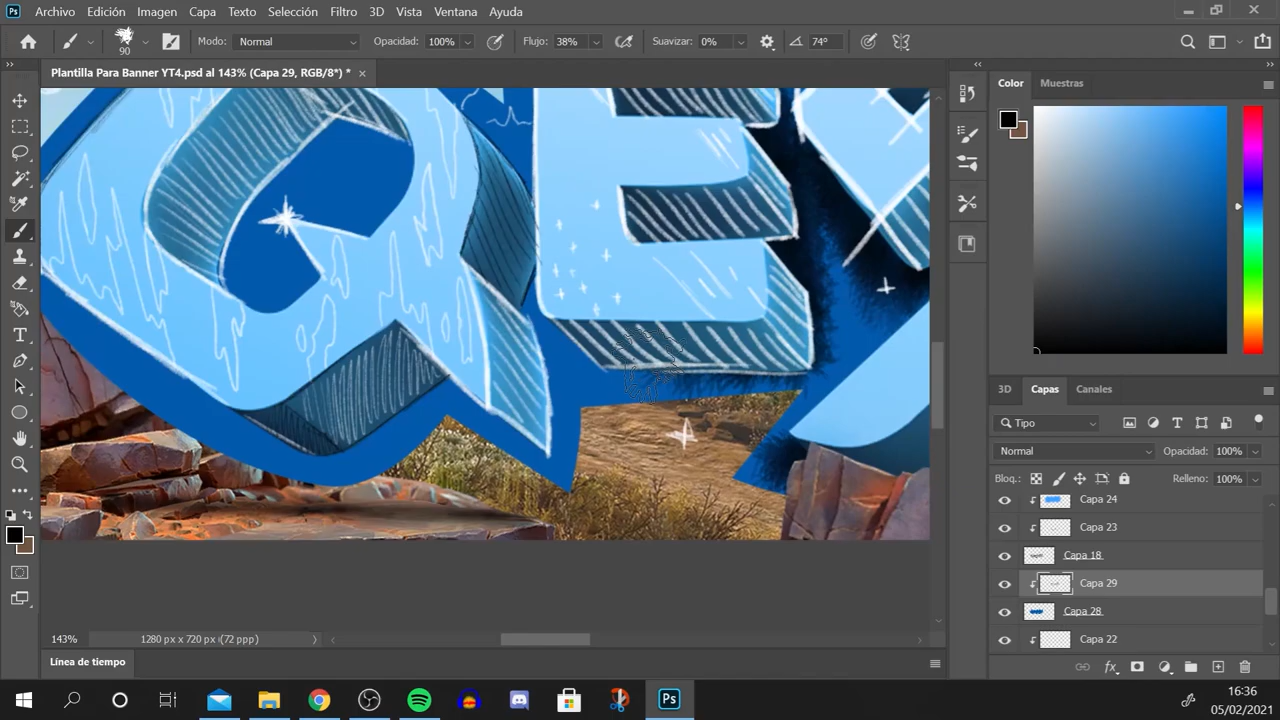 Ps Archivo Edición Imagen Capa Texto Selección Filtro 3D Vista Ventana Ayuda
90 Modo: Normal Opacidad: 100% Flujo: 38% Suavizar: 0% 74°
Plantilla Para Banner YT4.psd al 143% (Capa 29, RGB/8*) *
QE
Color Muestras
3D Capas Canales
Tipo
Normal Opacidad: 100%
Bloq.: Relleno: 100%
Capa 24
Capa 23
Capa 18
Capa 29
Capa 28
Capa 22
143% 1280 px x 720 px (72 ppp)
Línea de tiempo
Ps
16:36
05/02/2021